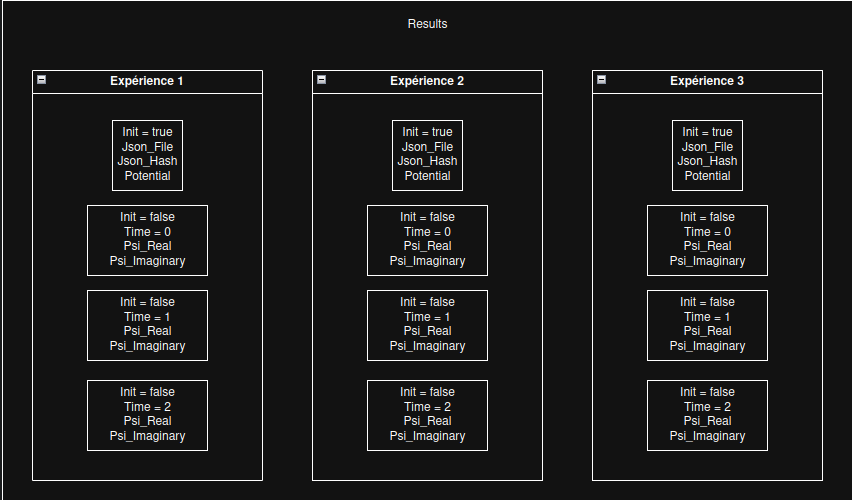 Results
Expérience 1
Init = true
Json_File
Json_Hash
Potential
Init = false
Time = 0
Psi_Real
Psi_Imaginary
Init = false
Time = 1
Psi_Real
Psi_Imaginary
Init = false
Time = 2
Psi_Real
Psi_Imaginary
Expérience 2
Init = true
Json_File
Json_Hash
Potential
Init = false
Time = 0
Psi_Real
Psi_Imaginary
Init = false
Time = 1
Psi_Real
Psi_Imaginary
Init = false
Time = 2
Psi_Real
Psi_Imaginary
Expérience 3
Init = true
Json_File
Json_Hash
Potential
Init = false
Time = 0
Psi_Real
Psi_Imaginary
Init = false
Time = 1
Psi_Real
Psi_Imaginary
Init = false
Time = 2
Psi_Real
Psi_Imaginary